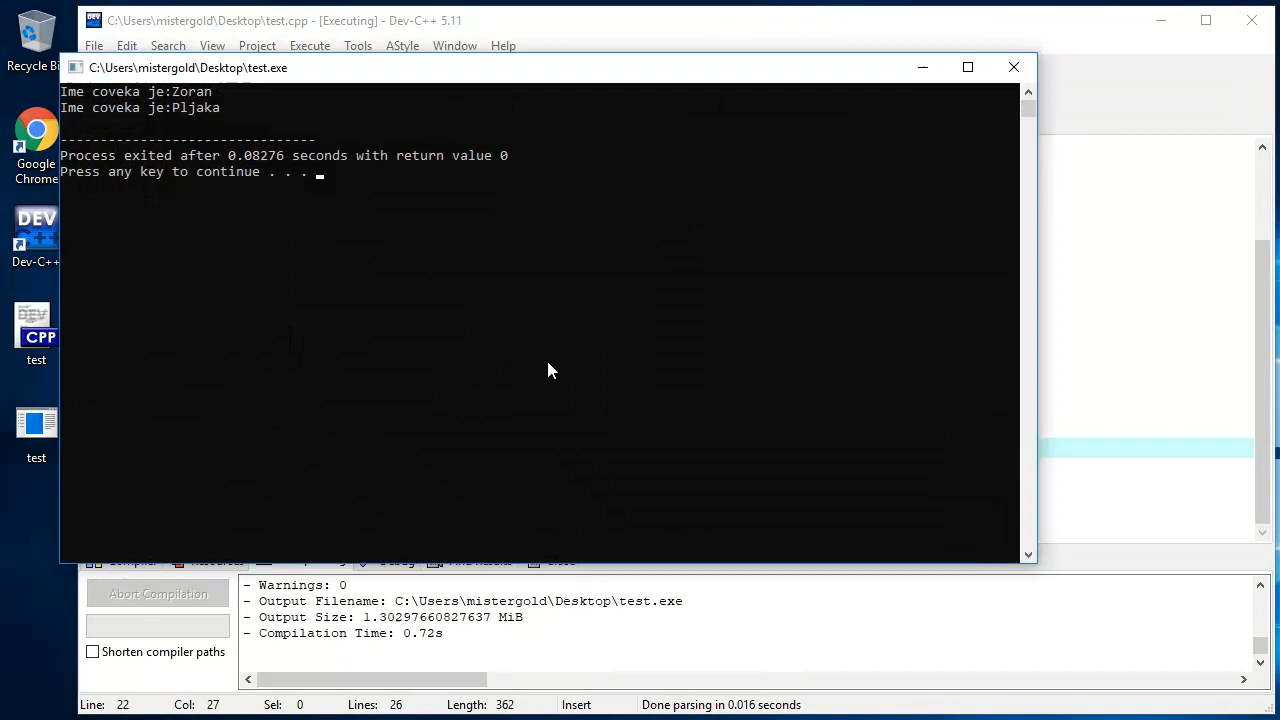 C:\Users\mistergold\Desktop\test.cpp - [Executing] - Dev-C++ 5.11
File Edit Search View Project Execute Tools AStyle Window Help
Recycle Bi
C:\Users\mistergold\Desktop\test.exe
Ime coveka je:Zoran
Ime coveka je:Pljaka
--------------------------------
Process exited after 0.08276 seconds with return value 0
Press any key to continue . . .
Google
Chrome
DEV
C++
Dev-C++
DEV
CPP
test
test
- Warnings: 0
- Output Filename: C:\Users\mistergold\Desktop\test.exe
- Output Size: 1.30297660827637 MiB
- Compilation Time: 0.72s
Abort Compilation
Shorten compiler paths
Line: 22 Col: 27 Sel: 0 Lines: 26 Length: 362 Insert Done parsing in 0.016 seconds